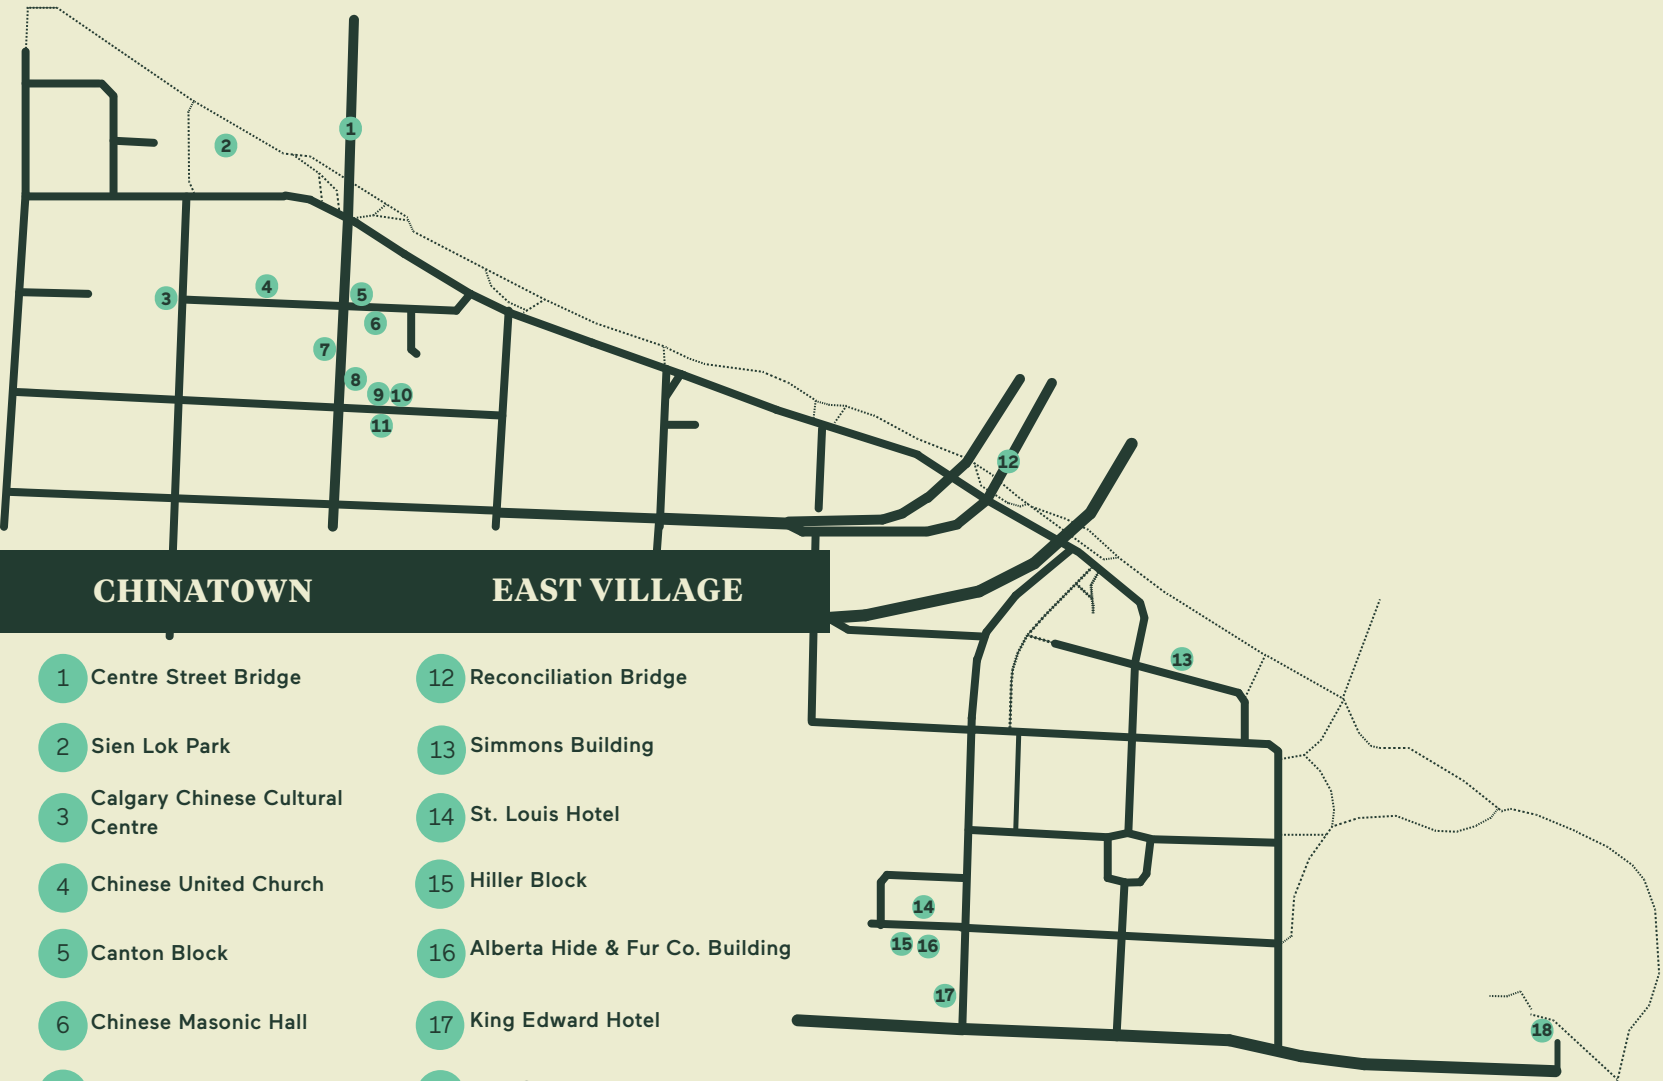 1
2
3
4
5
6
7
8
9
10
11
12
13
14
15
16
17
18
CHINATOWN
1 Centre Street Bridge
2 Sien Lok Park
3 Calgary Chinese Cultural
Centre
4 Chinese United Church
5 Canton Block
6 Chinese Masonic Hall
EAST VILLAGE
12 Reconciliation Bridge
13 Simmons Building
14 St. Louis Hotel
15 Hiller Block
16 Alberta Hide & Fur Co. Building
17 King Edward Hotel